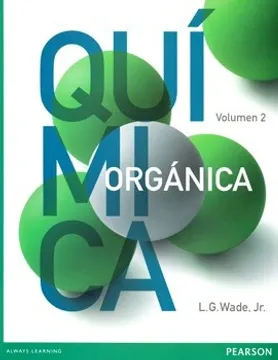 QUÍ
MI
CA
Volumen 2
ORGÁNICA
L.G. Wade, Jr.
ALWAYS LEARNING
PEARSON